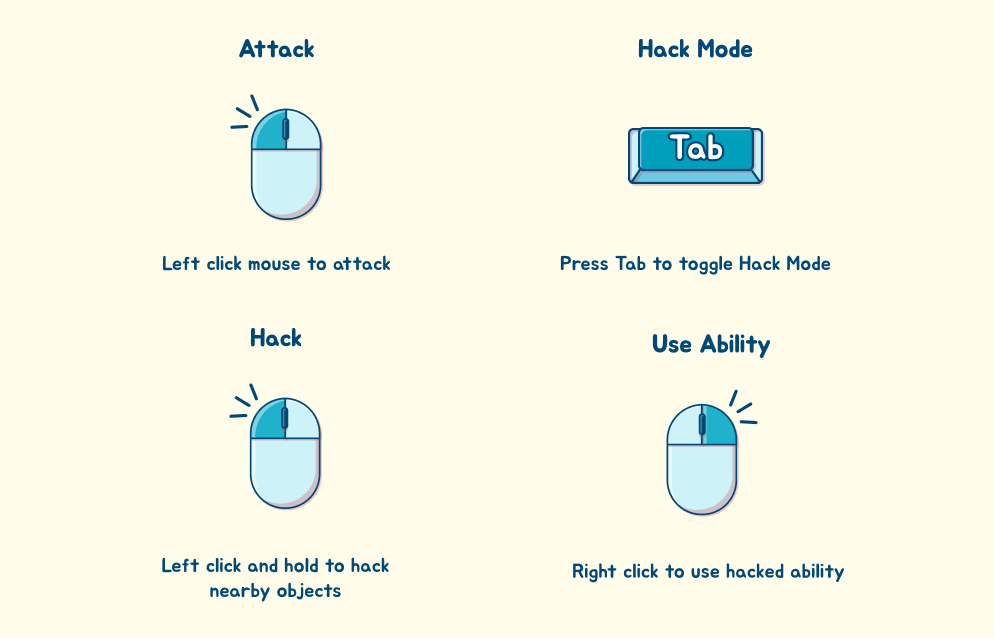 Attack
Hack Mode
Tab
Left click mouse to attack
Press Tab to toggle Hack Mode
Hack
Use Ability
Left click and hold to hack
nearby objects
Right click to use hacked ability